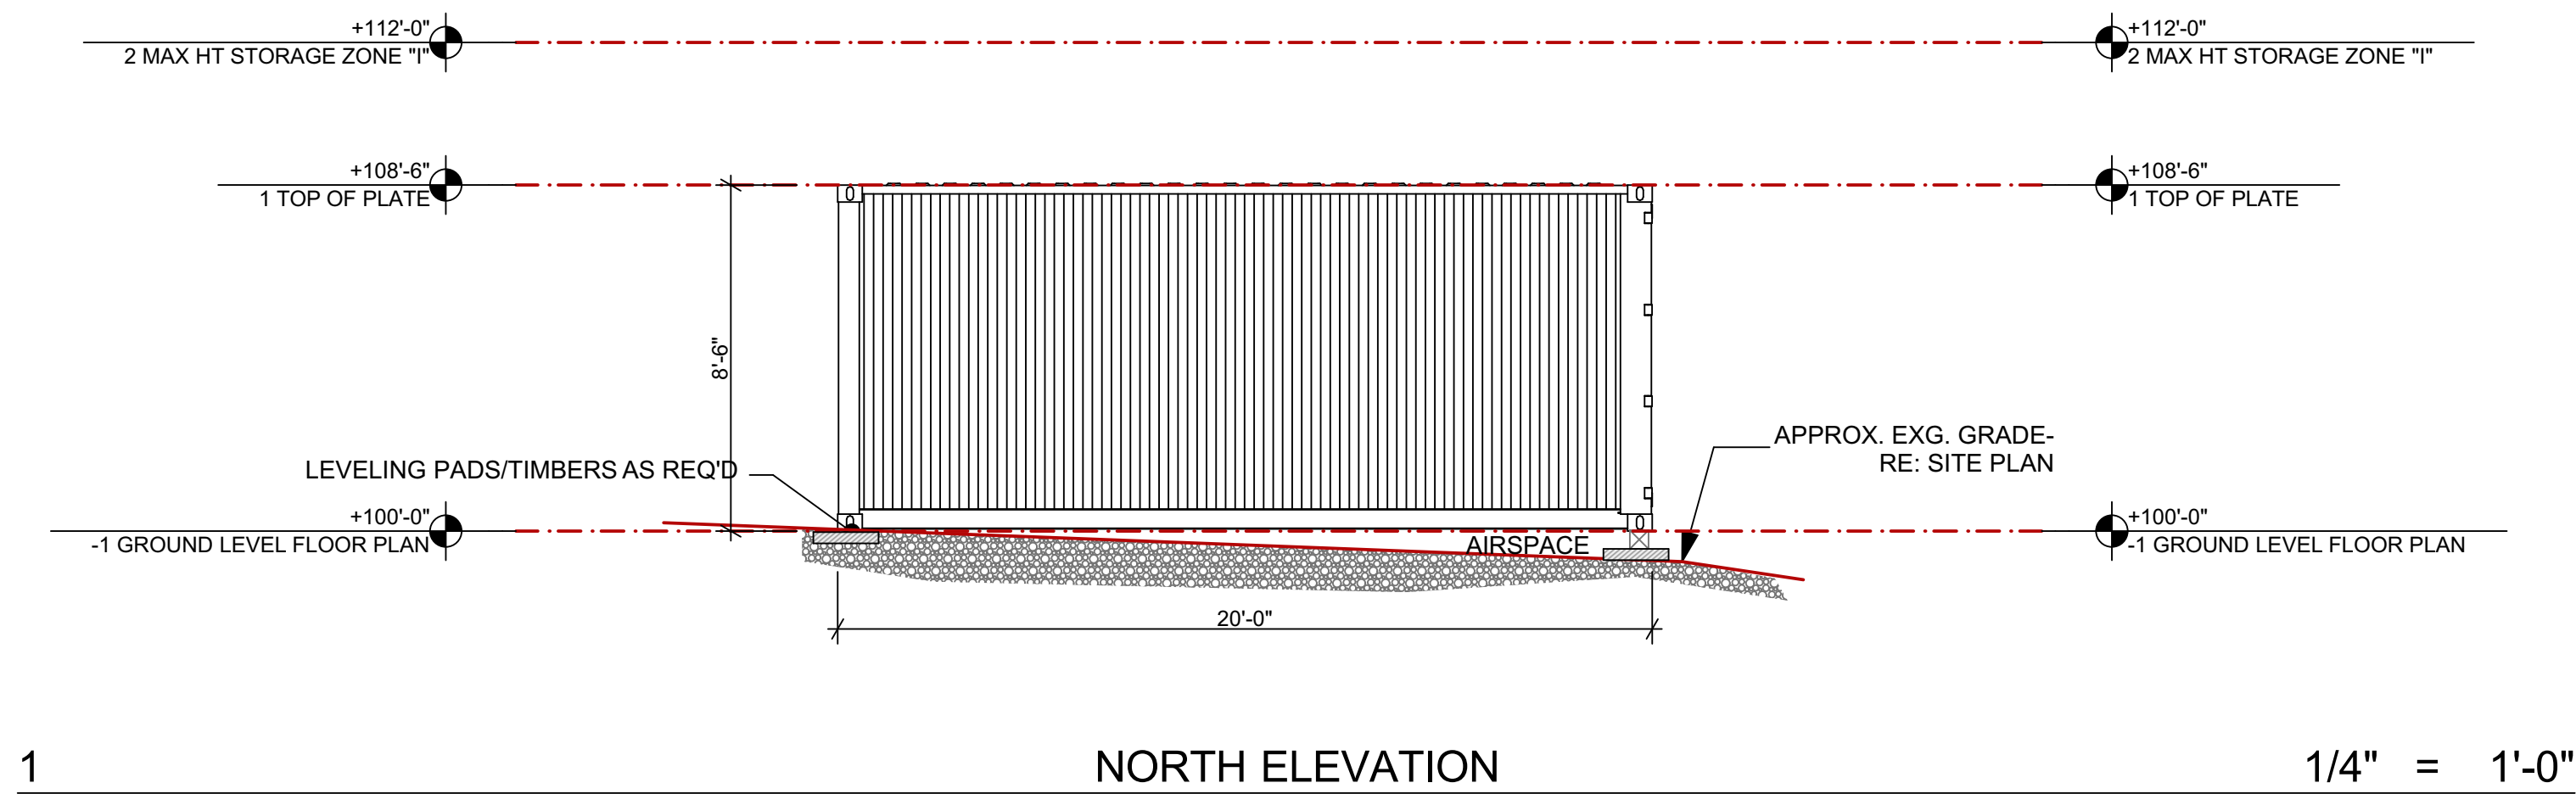 +112'-0"
2 MAX HT STORAGE ZONE "I"
+112'-0"
2 MAX HT STORAGE ZONE "I"
+108'-6"
1 TOP OF PLATE
+108'-6"
1 TOP OF PLATE
8'-6"
LEVELING PADS/TIMBERS AS REQ'D
APPROX. EXG. GRADE-
RE: SITE PLAN
+100'-0"
-1 GROUND LEVEL FLOOR PLAN
+100'-0"
-1 GROUND LEVEL FLOOR PLAN
AIRSPACE
20'-0"
1 NORTH ELEVATION 1/4" = 1'-0"